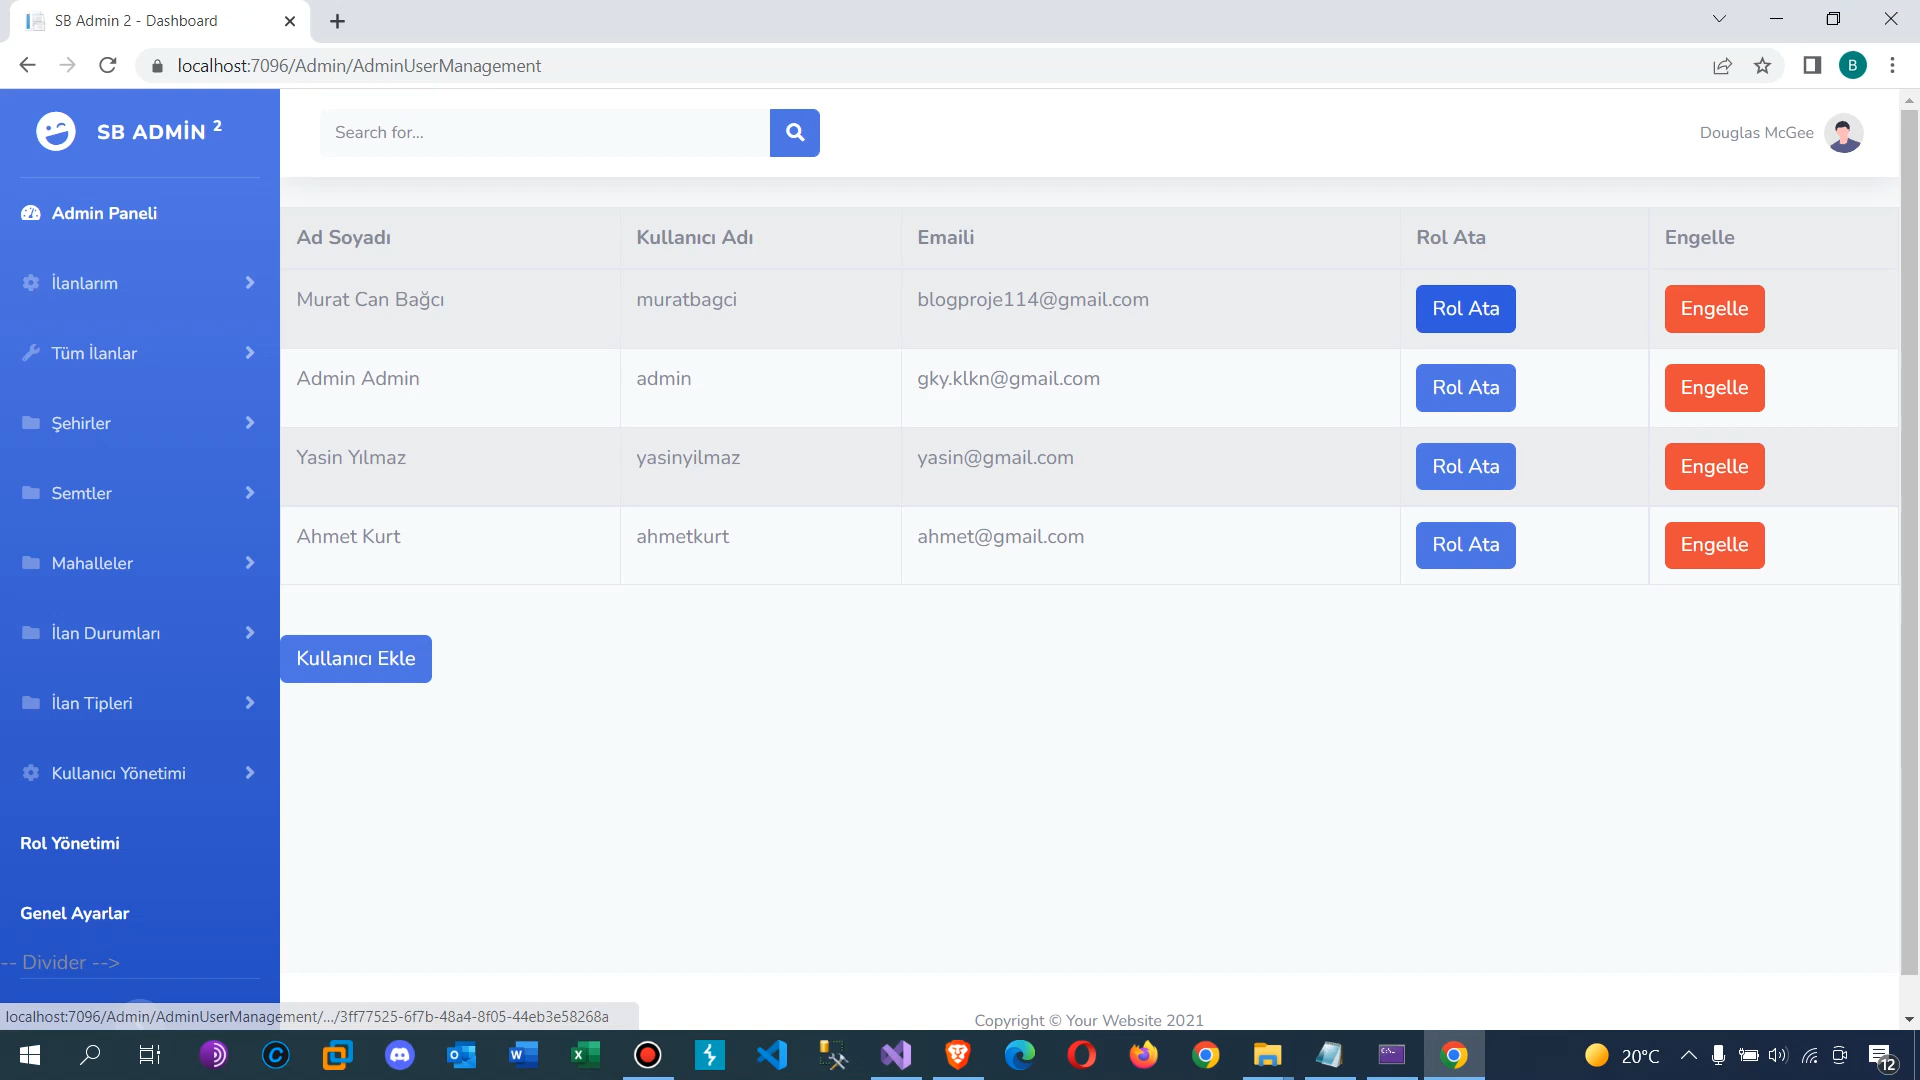 SB Admin 2 - Dashboard
localhost:7096/Admin/AdminUserManagement
B
SB ADMİN 2
Search for...
Douglas McGee
Admin Paneli
İlanlarım
Tüm İlanlar
Şehirler
Semtler
Mahalleler
İlan Durumları
İlan Tipleri
Kullanıcı Yönetimi
Rol Yönetimi
Genel Ayarlar
-- Divider -->
Ad Soyadı Kullanıcı Adı Emaili Rol Ata Engelle
Murat Can Bağcı muratbagci blogproje114@gmail.com Rol Ata Engelle
Admin Admin admin gky.klkn@gmail.com Rol Ata Engelle
Yasin Yılmaz yasinyilmaz yasin@gmail.com Rol Ata Engelle
Ahmet Kurt ahmetkurt ahmet@gmail.com Rol Ata Engelle
Kullanıcı Ekle
localhost:7096/Admin/AdminUserManagement/.../3ff77525-6f7b-48a4-8f05-44eb3e58268a
Copyright © Your Website 2021
20°C
12